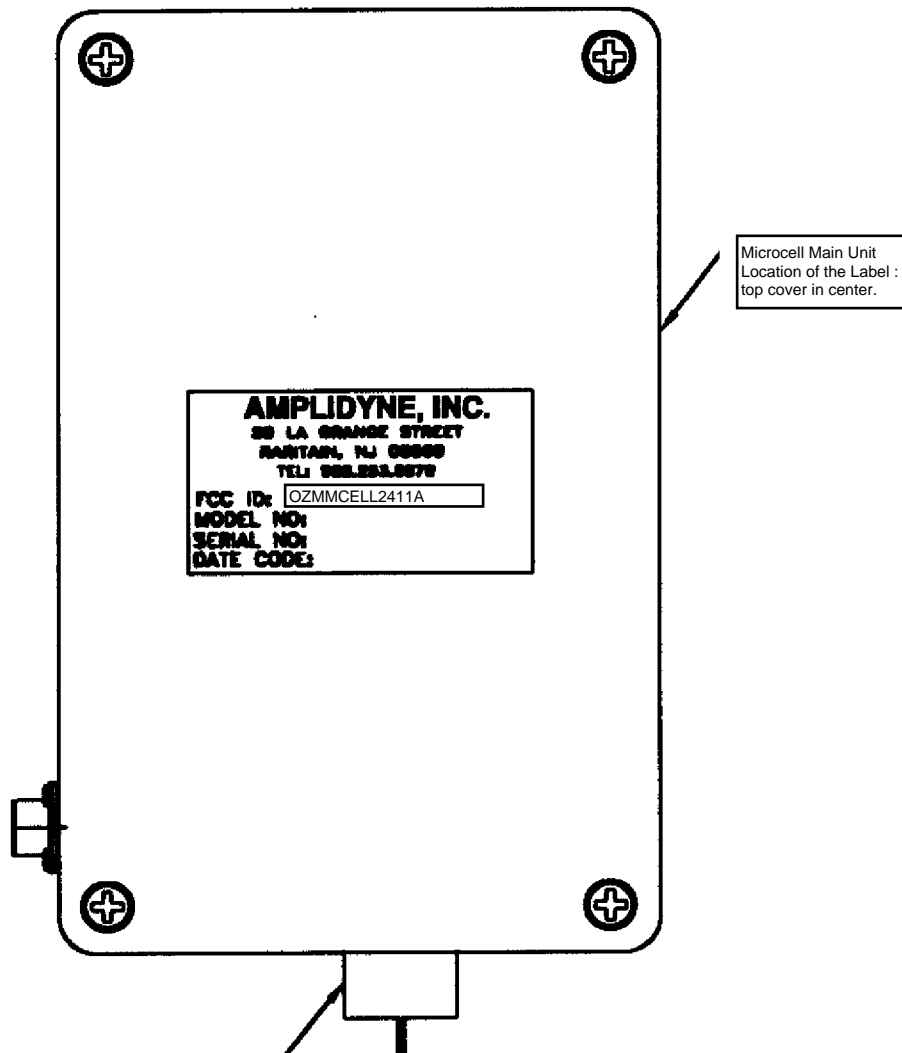 AMPLIDYNE, INC.
LA GRANGE STREET
RARITAIN, NJ
TEL:
FCC ID: OZMMCELL2411A
MODEL NO:
SERIAL NO:
DATE CODE:
Microcell Main Unit
Location of the Label :
top cover in center.